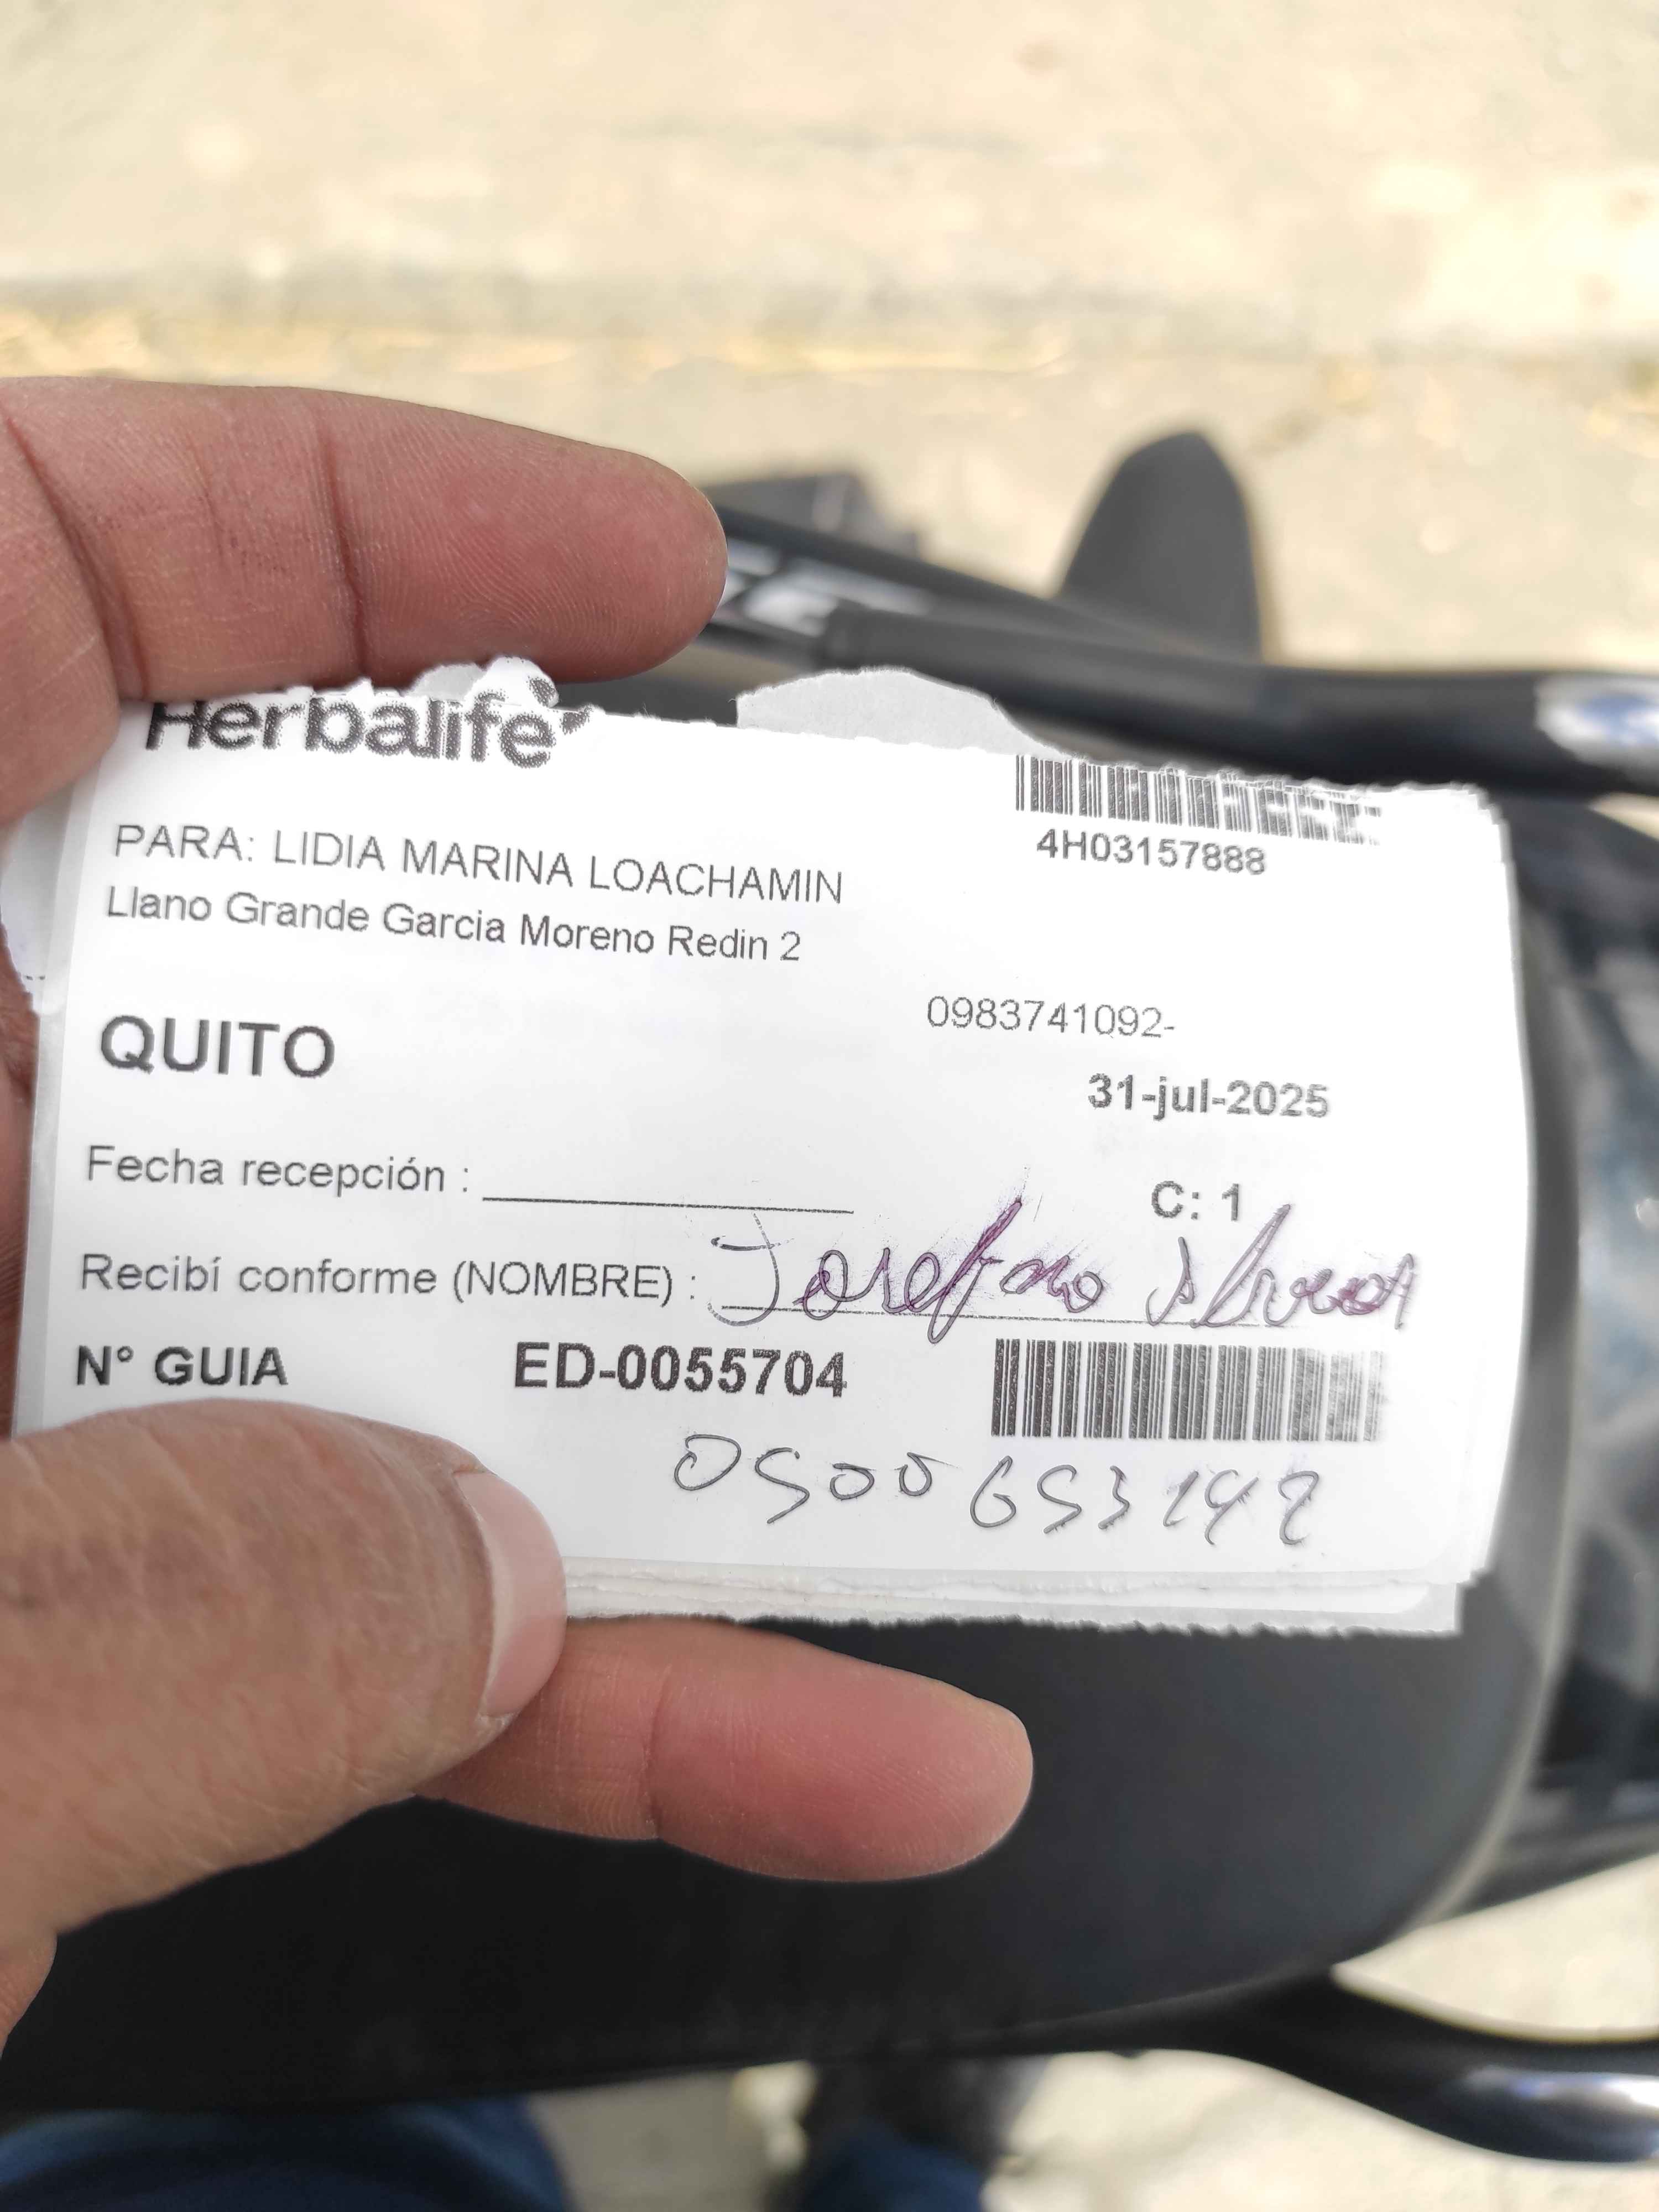 Herbalife
4H03157888
PARA: LIDIA MARINA LOACHAMIN
Llano Grande Garcia Moreno Redin 2
0983741092-
QUITO
31-jul-2025
Fecha recepción :
C: 1
Recibí conforme (NOMBRE) :
N° GUIA ED-0055704
0500653142